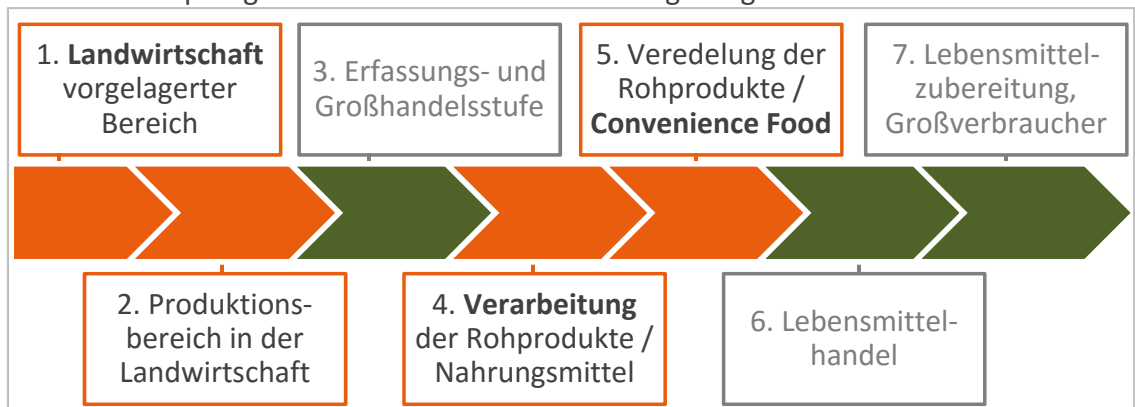 1. Landwirtschaft
vorgelagerter
Bereich
2. Produktions-
bereich in der
Landwirtschaft
3. Erfassungs- und
Großhandelsstufe
4. Verarbeitung
der Rohprodukte /
Nahrungsmittel
5. Veredelung der
Rohprodukte /
Convenience Food
6. Lebensmittel-
handel
7. Lebensmittel-
zubereitung,
Großverbraucher